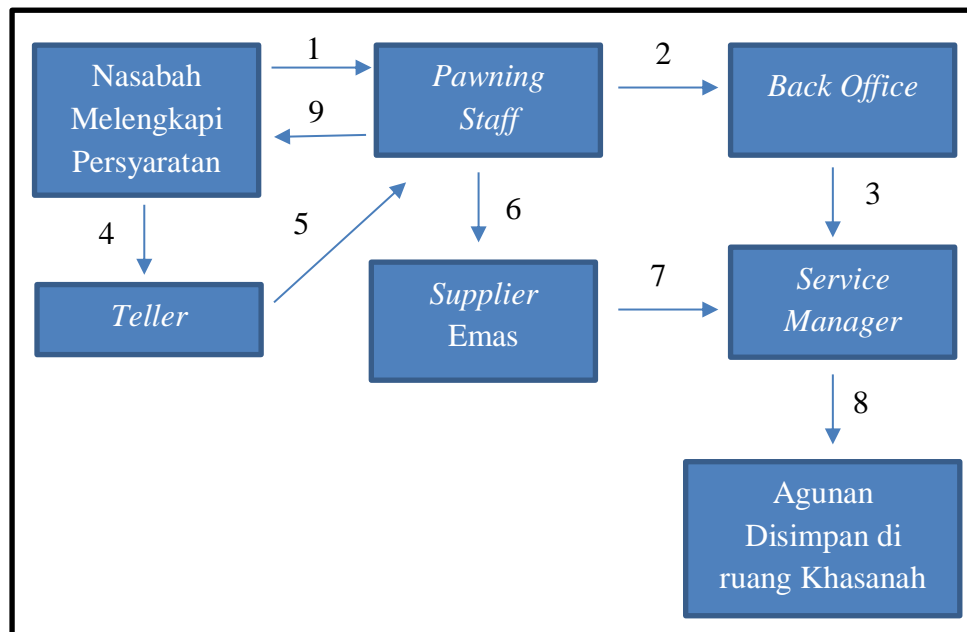 1
2
Nasabah
Melengkapi
Persyaratan
Pawning
Staff
Back Office
9
4
5
6
3
Teller
Supplier
Emas
7
Service
Manager
8
Agunan
Disimpan di
ruang Khasanah